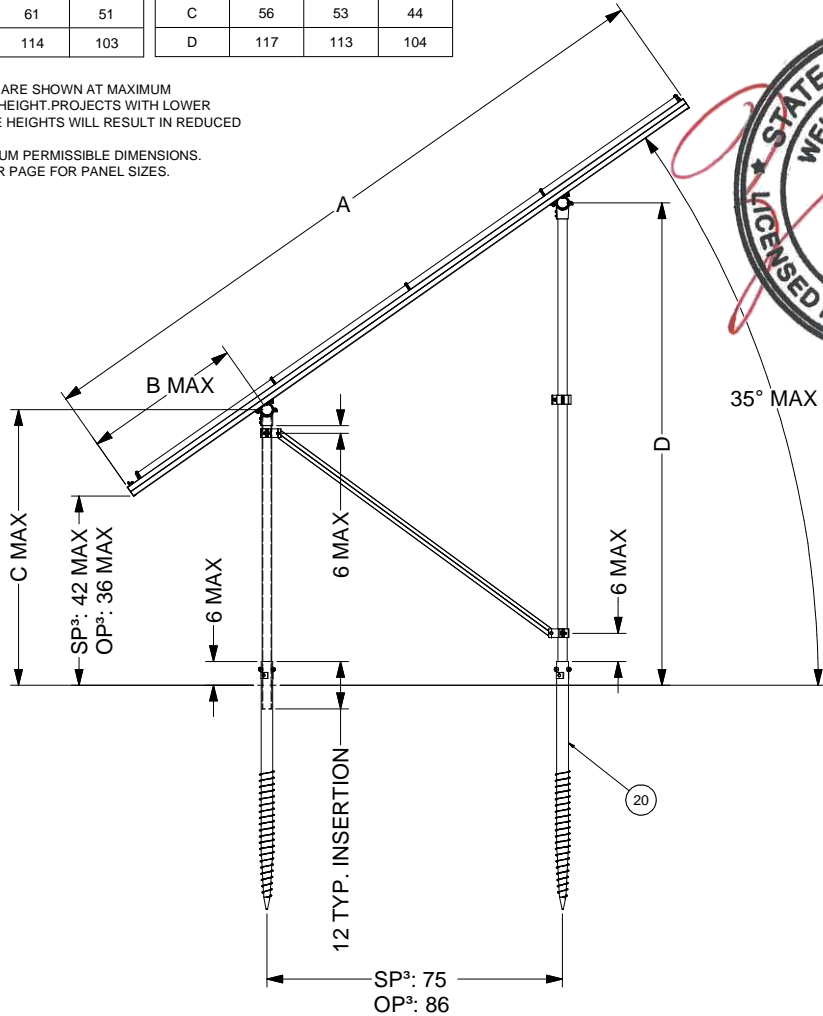 61 51
114 103
C 56 53 44
D 117 113 104
ARE SHOWN AT MAXIMUM
HEIGHT.PROJECTS WITH LOWER
HEIGHTS WILL RESULT IN REDUCED
UM PERMISSIBLE DIMENSIONS.
PAGE FOR PANEL SIZES.
STATE
LICENSED
A
B MAX
35° MAX
C MAX
SP³: 42 MAX
OP³: 36 MAX
6 MAX
6 MAX
12 TYP. INSERTION
D
6 MAX
20
SP³: 75
OP³: 86